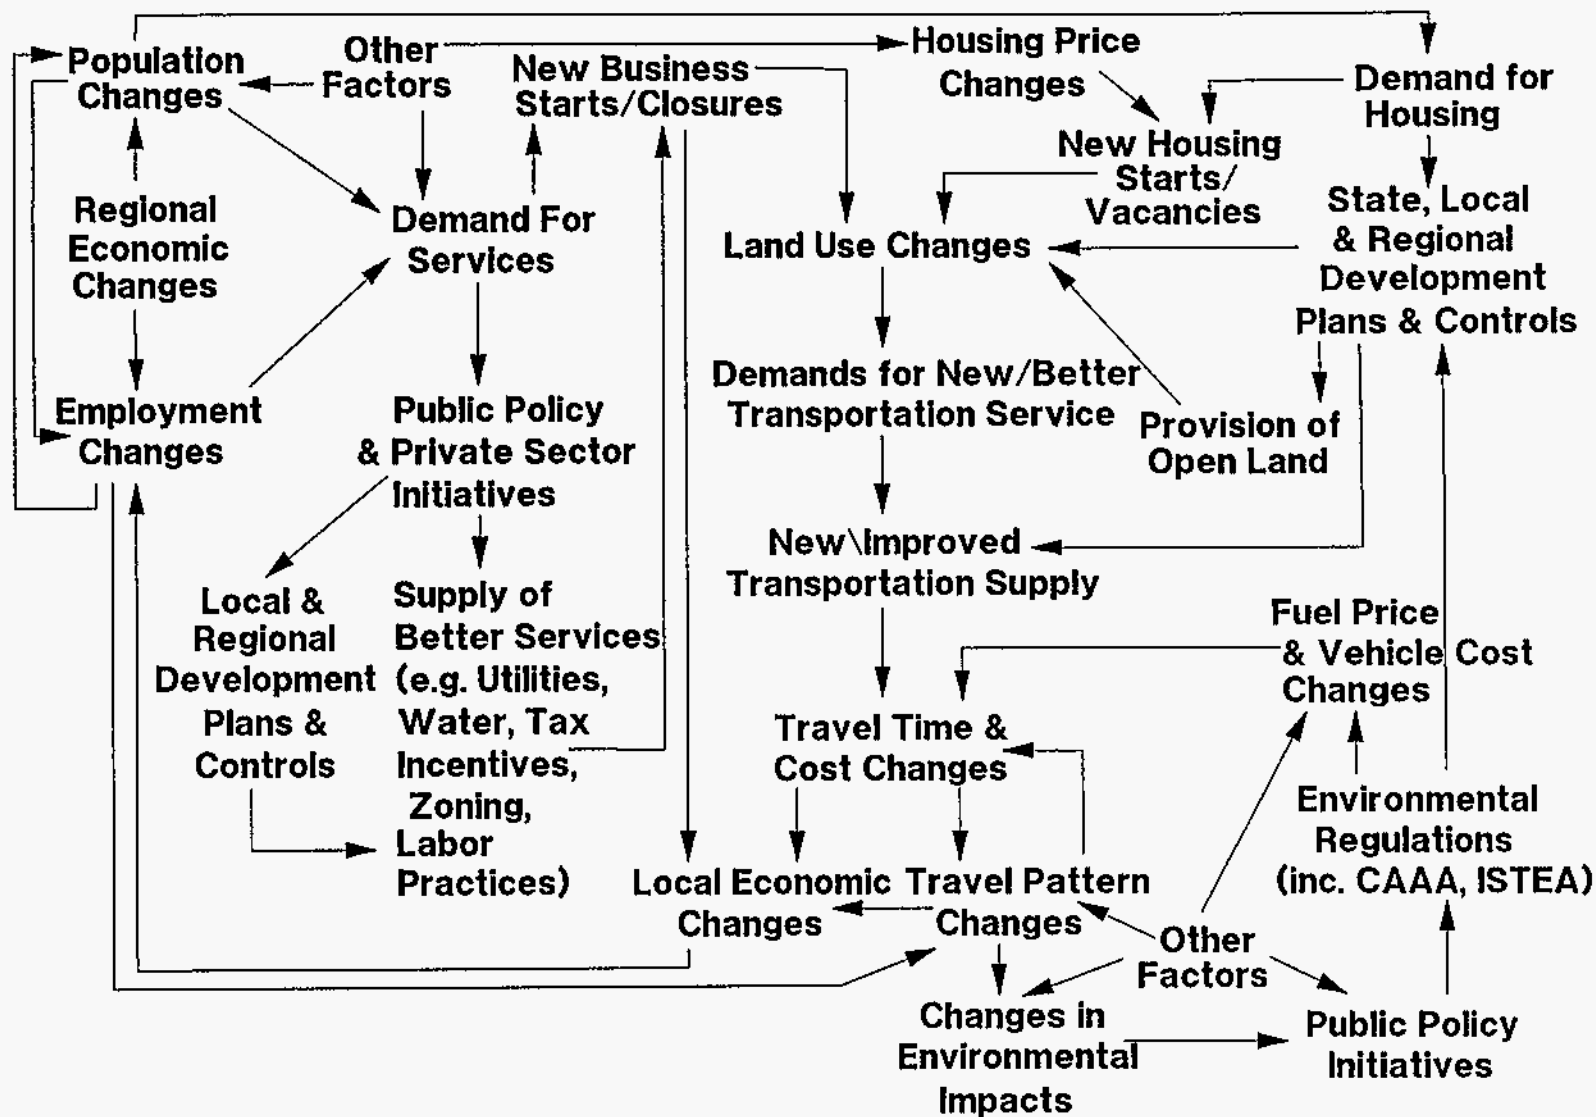 Population
Changes
Other
Factors
New Business
Starts/Closures
Housing Price
Changes
Demand for
Housing
New Housing
Starts/
Vacancies
Regional
Economic
Changes
Demand For
Services
Land Use Changes
State, Local
& Regional
Development
Plans & Controls
Employment
Changes
Public Policy
& Private Sector
Initiatives
Demands for New/Better
Transportation Service
Provision of
Open Land
New\Improved
Transportation Supply
Local &
Regional
Development
Plans &
Controls
Supply of
Better Services
(e.g. Utilities,
Water, Tax
Incentives,
Zoning,
Labor
Practices)
Fuel Price
& Vehicle Cost
Changes
Travel Time &
Cost Changes
Environmental
Regulations
(inc. CAAA, ISTEA)
Local Economic
Changes
Travel Pattern
Changes
Other
Factors
Changes in
Environmental
Impacts
Public Policy
Initiatives